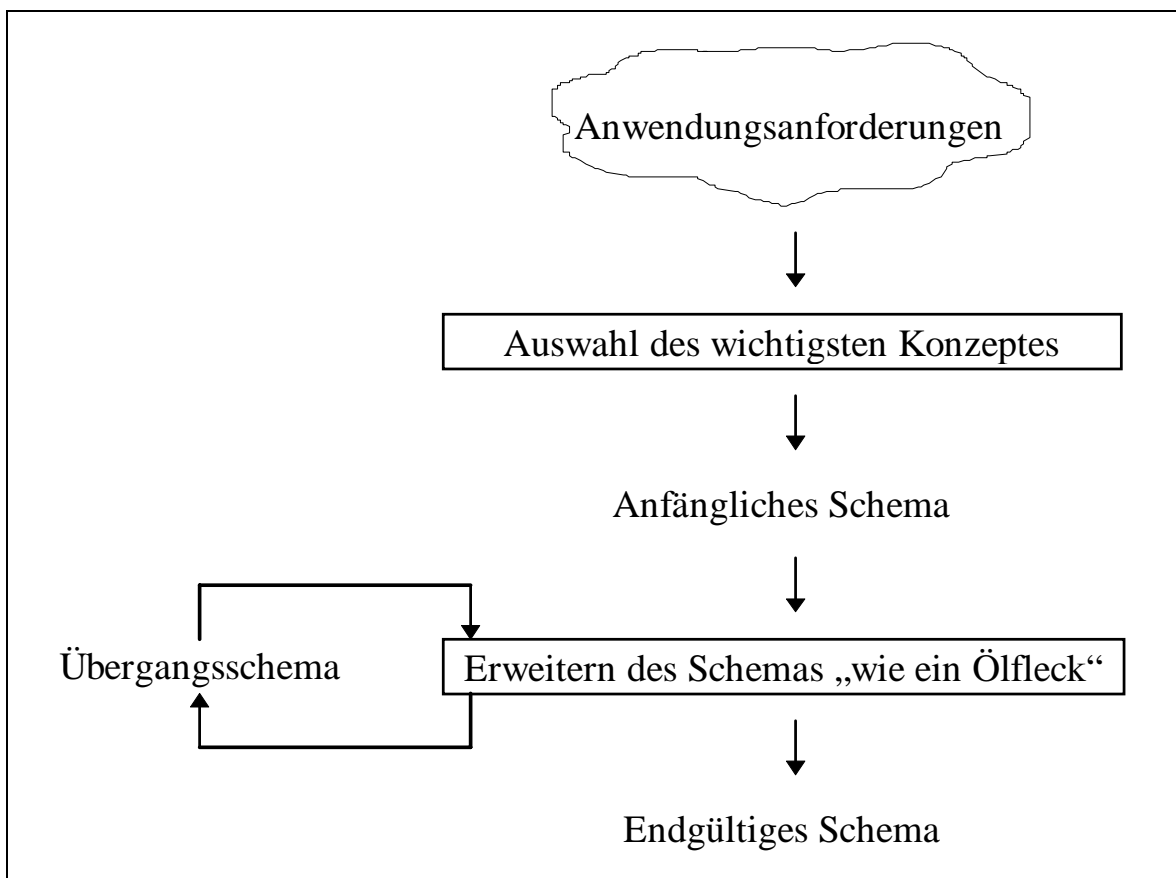 Anwendungsanforderungen
Auswahl des wichtigsten Konzeptes
Anfängliches Schema
Übergangsschema
Erweitern des Schemas „wie ein Ölfleck“
Endgültiges Schema